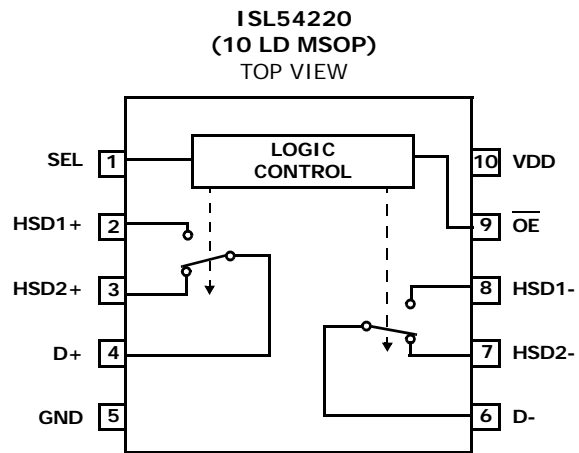 ISL54220
(10 LD MSOP)
TOP VIEW
LOGIC
CONTROL
SEL 1
10 VDD
HSD1+ 2
9 OE
HSD2+ 3
8 HSD1-
D+ 4
7 HSD2-
GND 5
6 D-